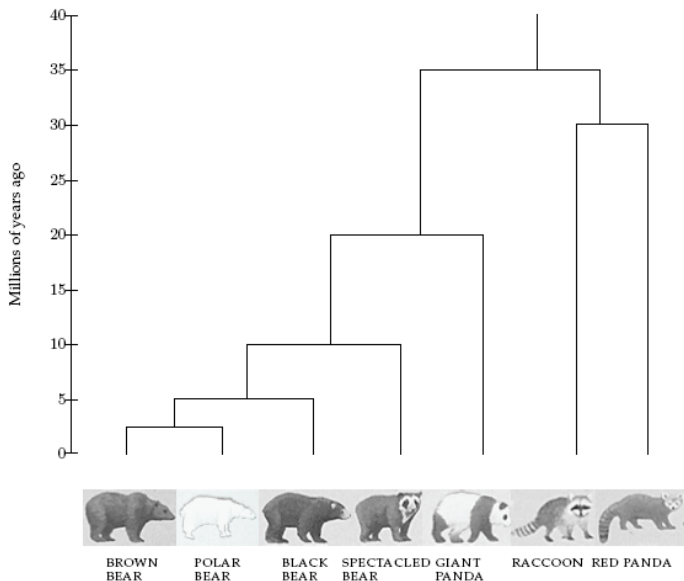 40
35
30
25
20
15
10
5
0
Millions of years ago
BROWN BEAR
POLAR BEAR
BLACK BEAR
SPECTACLED BEAR
GIANT PANDA
RACCOON
RED PANDA